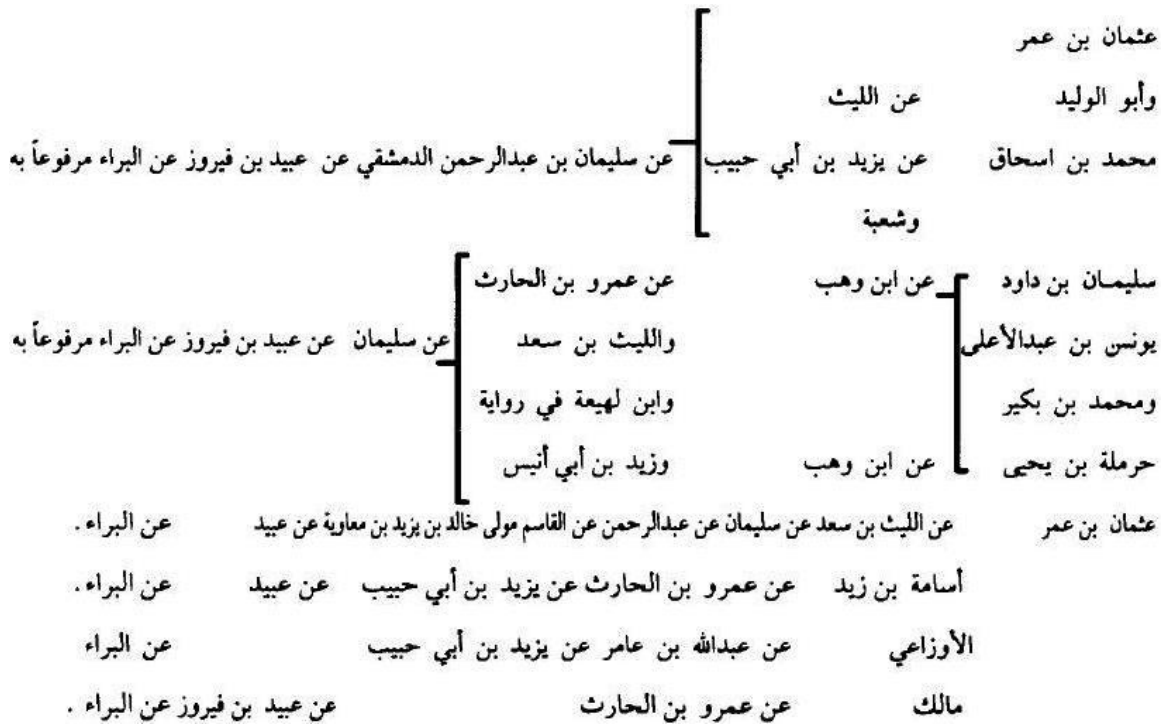 عثمان بن عمر
وأبو الوليد عن الليث
محمد بن اسحاق عن يزيد بن أبي حبيب عن سليمان بن عبدالرحمن الدمشقي عن عبيد بن فيروز عن البراء مرفوعاً به
وشعبة
سليمان بن داود عن ابن وهب عن عمرو بن الحارث
يونس بن عبدالأعلى والليث بن سعد عن سليمان عن عبيد بن فيروز عن البراء مرفوعاً به
ومحمد بن بكير وابن لهيعة في رواية
حرملة بن يحيى عن ابن وهب وزيد بن أبي أنيس
عثمان بن عمر عن الليث بن سعد عن سليمان عن عبدالرحمن عن القاسم مولى خالد بن يزيد بن معاوية عن عبيد عن البراء .
أسامة بن زيد عن عمرو بن الحارث عن يزيد بن أبي حبيب عن عبيد عن البراء .
الأوزاعي عن عبدالله بن عامر عن يزيد بن أبي حبيب عن البراء
مالك عن عمرو بن الحارث عن عبيد بن فيروز عن البراء .